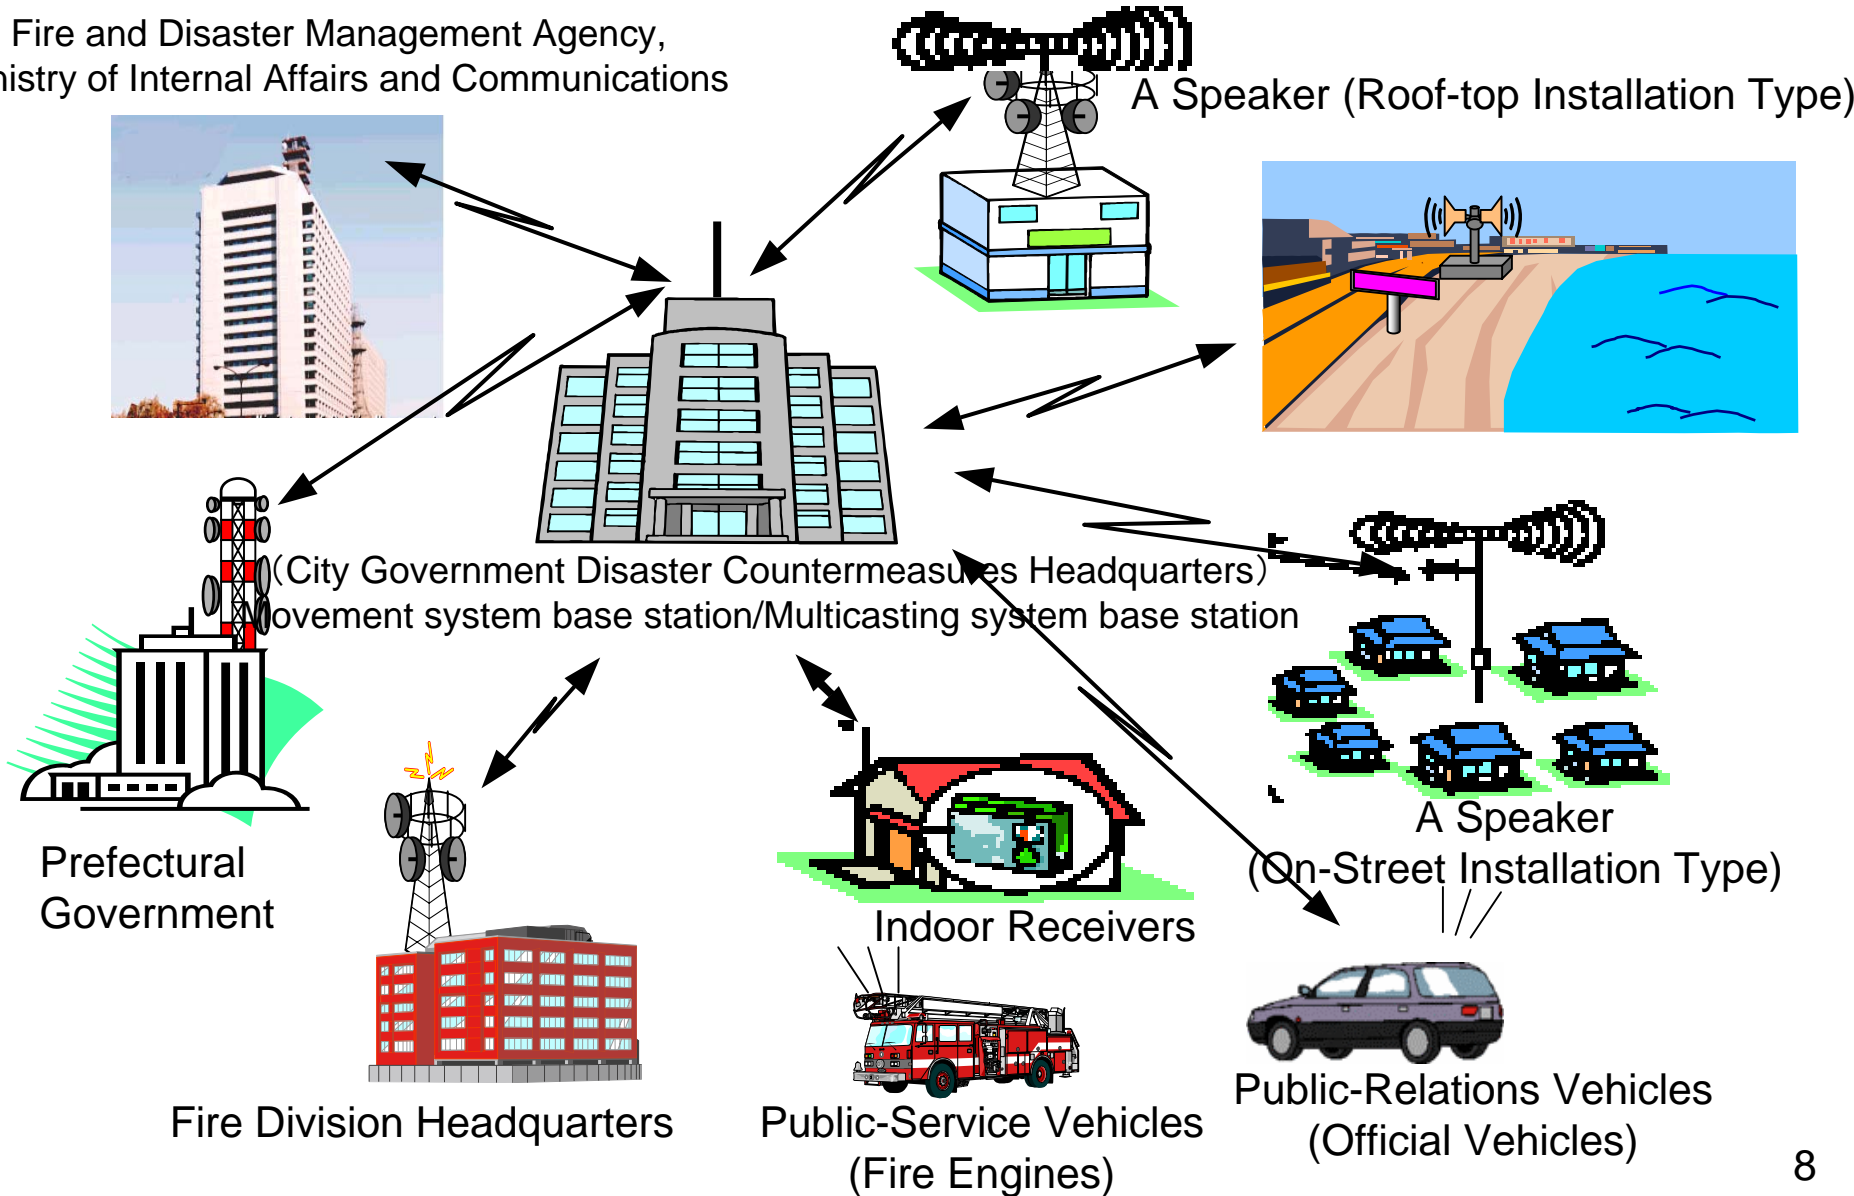 Fire and Disaster Management Agency,
nistry of Internal Affairs and Communications
A Speaker (Roof-top Installation Type)
（City Government Disaster Countermeasures Headquarters）
Movement system base station/Multicasting system base station
A Speaker
(On-Street Installation Type)
Prefectural
Government
Indoor Receivers
Fire Division Headquarters
Public-Service Vehicles
(Fire Engines)
Public-Relations Vehicles
(Official Vehicles)
8